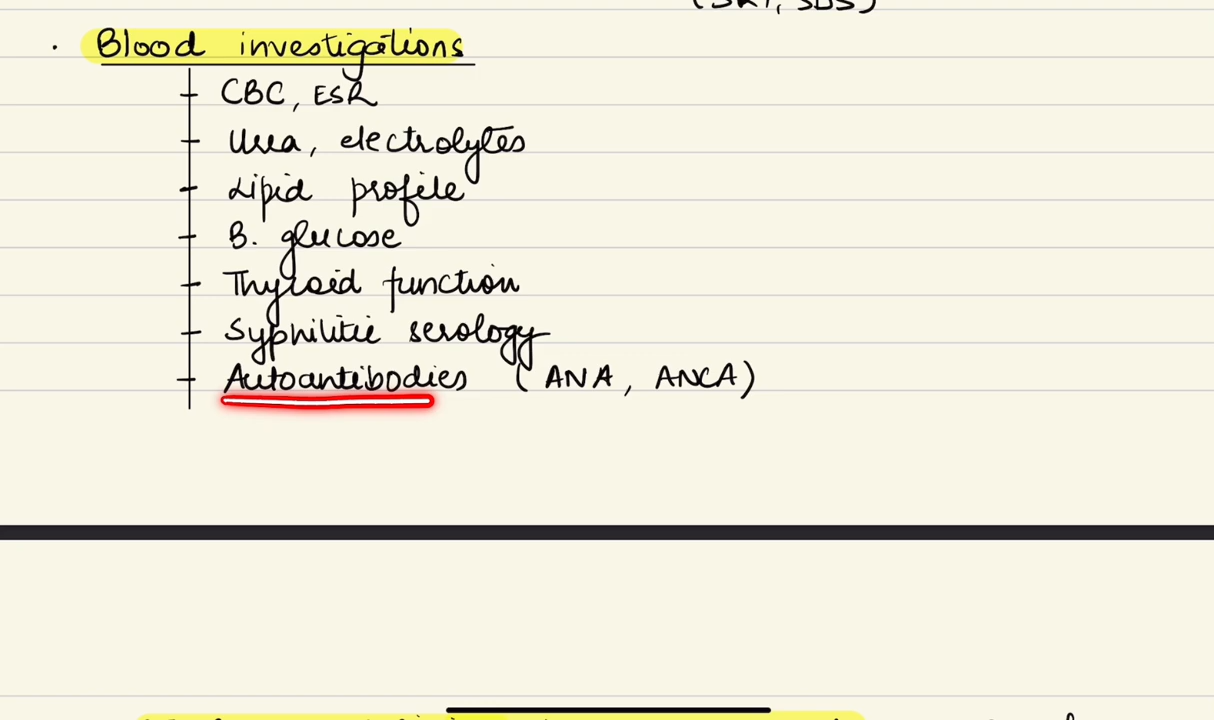 · Blood investigations
CBC, ESR
Urea, electrolytes
Lipid profile
B. glucose
Thyroid function
Syphilitic serology
Autoantibodies (ANA, ANCA)